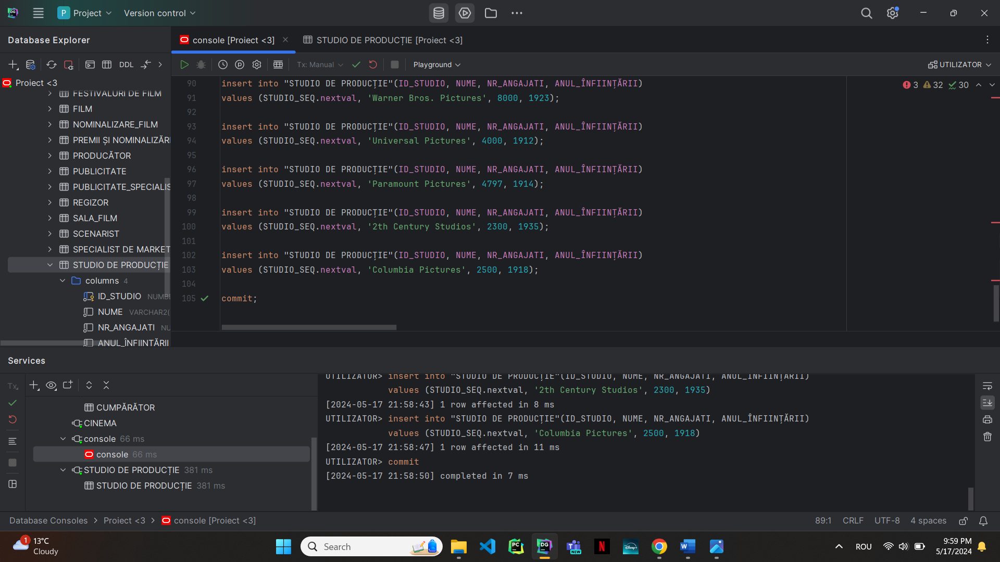 P Project Version control
Database Explorer
console [Proiect <3]
STUDIO DE PRODUCȚIE [Proiect <3]
DDL
Tx: Manual
Playground
UTILIZATOR
Proiect <3
FESTIVALURI DE FILM
FILM
NOMINALIZARE_FILM
PREMII ȘI NOMINALIZĂRI
PRODUCĂTOR
PUBLICITATE
PUBLICITATE_SPECIALIS
REGIZOR
SALA_FILM
SCENARIST
SPECIALIST DE MARKET
STUDIO DE PRODUCȚIE
columns 4
ID_STUDIO NUMB
NUME VARCHAR2(
NR_ANGAJATI NU
ANUL_ÎNFIINȚĂRII
3 32 30
90 insert into "STUDIO DE PRODUCȚIE"(ID_STUDIO, NUME, NR_ANGAJATI, ANUL_ÎNFIINȚĂRII)
91 values (STUDIO_SEQ.nextval, 'Warner Bros. Pictures', 8000, 1923);
92
93 insert into "STUDIO DE PRODUCȚIE"(ID_STUDIO, NUME, NR_ANGAJATI, ANUL_ÎNFIINȚĂRII)
94 values (STUDIO_SEQ.nextval, 'Universal Pictures', 4000, 1912);
95
96 insert into "STUDIO DE PRODUCȚIE"(ID_STUDIO, NUME, NR_ANGAJATI, ANUL_ÎNFIINȚĂRII)
97 values (STUDIO_SEQ.nextval, 'Paramount Pictures', 4797, 1914);
98
99 insert into "STUDIO DE PRODUCȚIE"(ID_STUDIO, NUME, NR_ANGAJATI, ANUL_ÎNFIINȚĂRII)
100 values (STUDIO_SEQ.nextval, '2th Century Studios', 2300, 1935);
101
102 insert into "STUDIO DE PRODUCȚIE"(ID_STUDIO, NUME, NR_ANGAJATI, ANUL_ÎNFIINȚĂRII)
103 values (STUDIO_SEQ.nextval, 'Columbia Pictures', 2500, 1918);
104
105 commit;
Services
Tx
CUMPĂRĂTOR
CINEMA
console 66 ms
console 66 ms
STUDIO DE PRODUCȚIE 381 ms
STUDIO DE PRODUCȚIE 381 ms
UTILIZATOR> insert into "STUDIO DE PRODUCȚIE"(ID_STUDIO, NUME, NR_ANGAJATI, ANUL_ÎNFIINȚĂRII)
values (STUDIO_SEQ.nextval, '2th Century Studios', 2300, 1935)
[2024-05-17 21:58:43] 1 row affected in 8 ms
UTILIZATOR> insert into "STUDIO DE PRODUCȚIE"(ID_STUDIO, NUME, NR_ANGAJATI, ANUL_ÎNFIINȚĂRII)
values (STUDIO_SEQ.nextval, 'Columbia Pictures', 2500, 1918)
[2024-05-17 21:58:47] 1 row affected in 11 ms
UTILIZATOR> commit
[2024-05-17 21:58:50] completed in 7 ms
Database Consoles > Proiect <3 > console [Proiect <3]
89:1 CRLF UTF-8 4 spaces
1 13°C
Cloudy
Search
PC
DG
NEW
N
Disney+
W
ROU
9:59 PM
5/17/2024